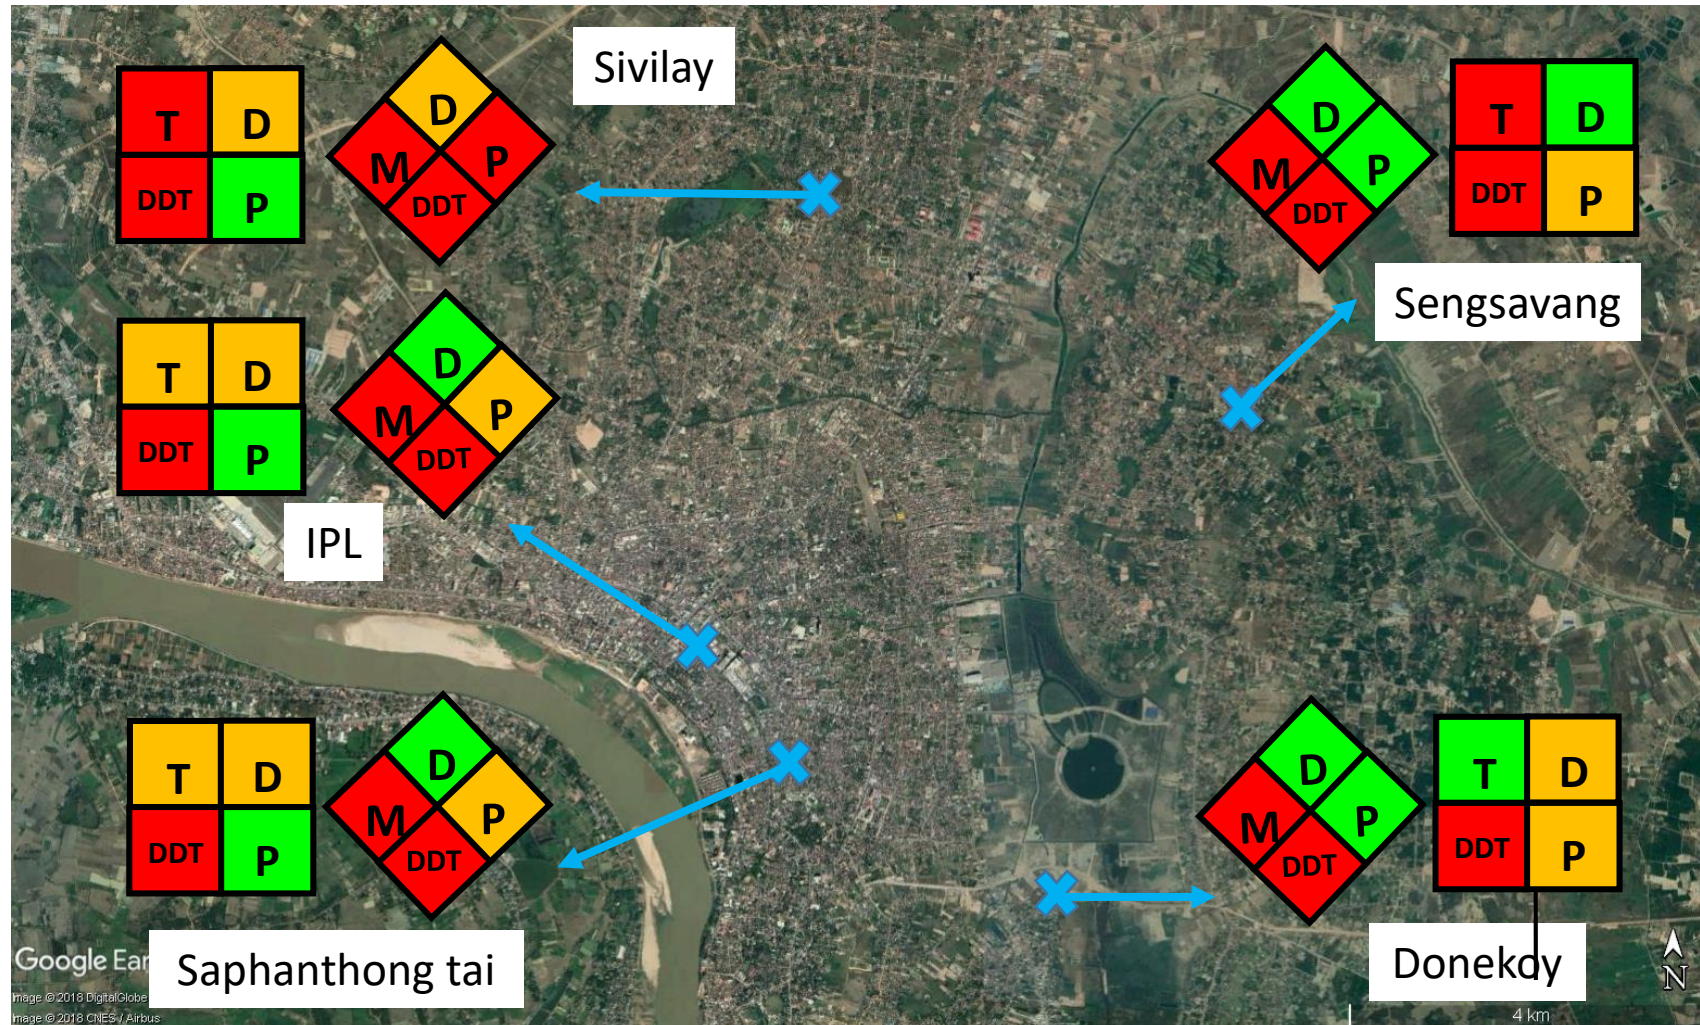 Sivilay
T D
DDT P
D
M P
DDT
D
M P
DDT
T D
DDT P
Sengsavang
T D
DDT P
D
M P
DDT
IPL
T D
DDT P
D
M P
DDT
Saphanthong tai
D
M P
DDT
T D
DDT P
Donekoy
N
Google Ear
Image © 2018 DigitalGlobe
Image © 2018 CNES / Airbus
4 km